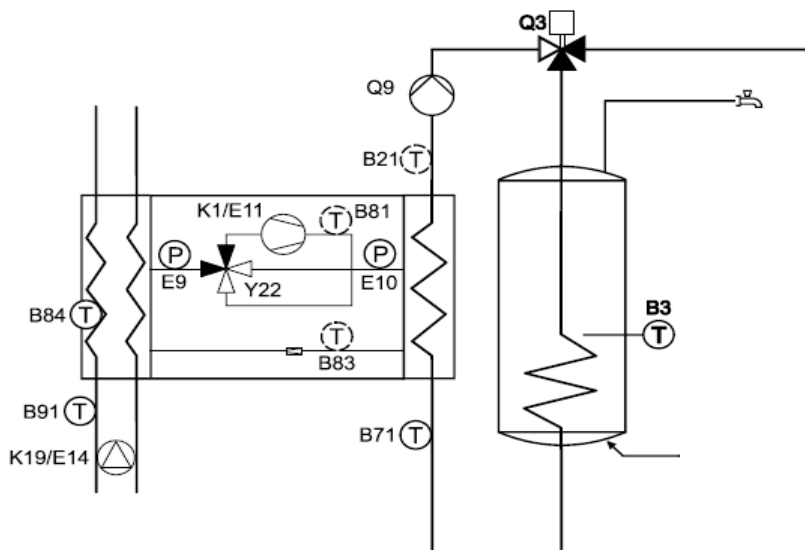 Q3
Q9
B21 T
K1/E11
T B81
P
P
E9
Y22
E10
B84 T
T
B83
B3
T
B91 T
B71 T
K19/E14